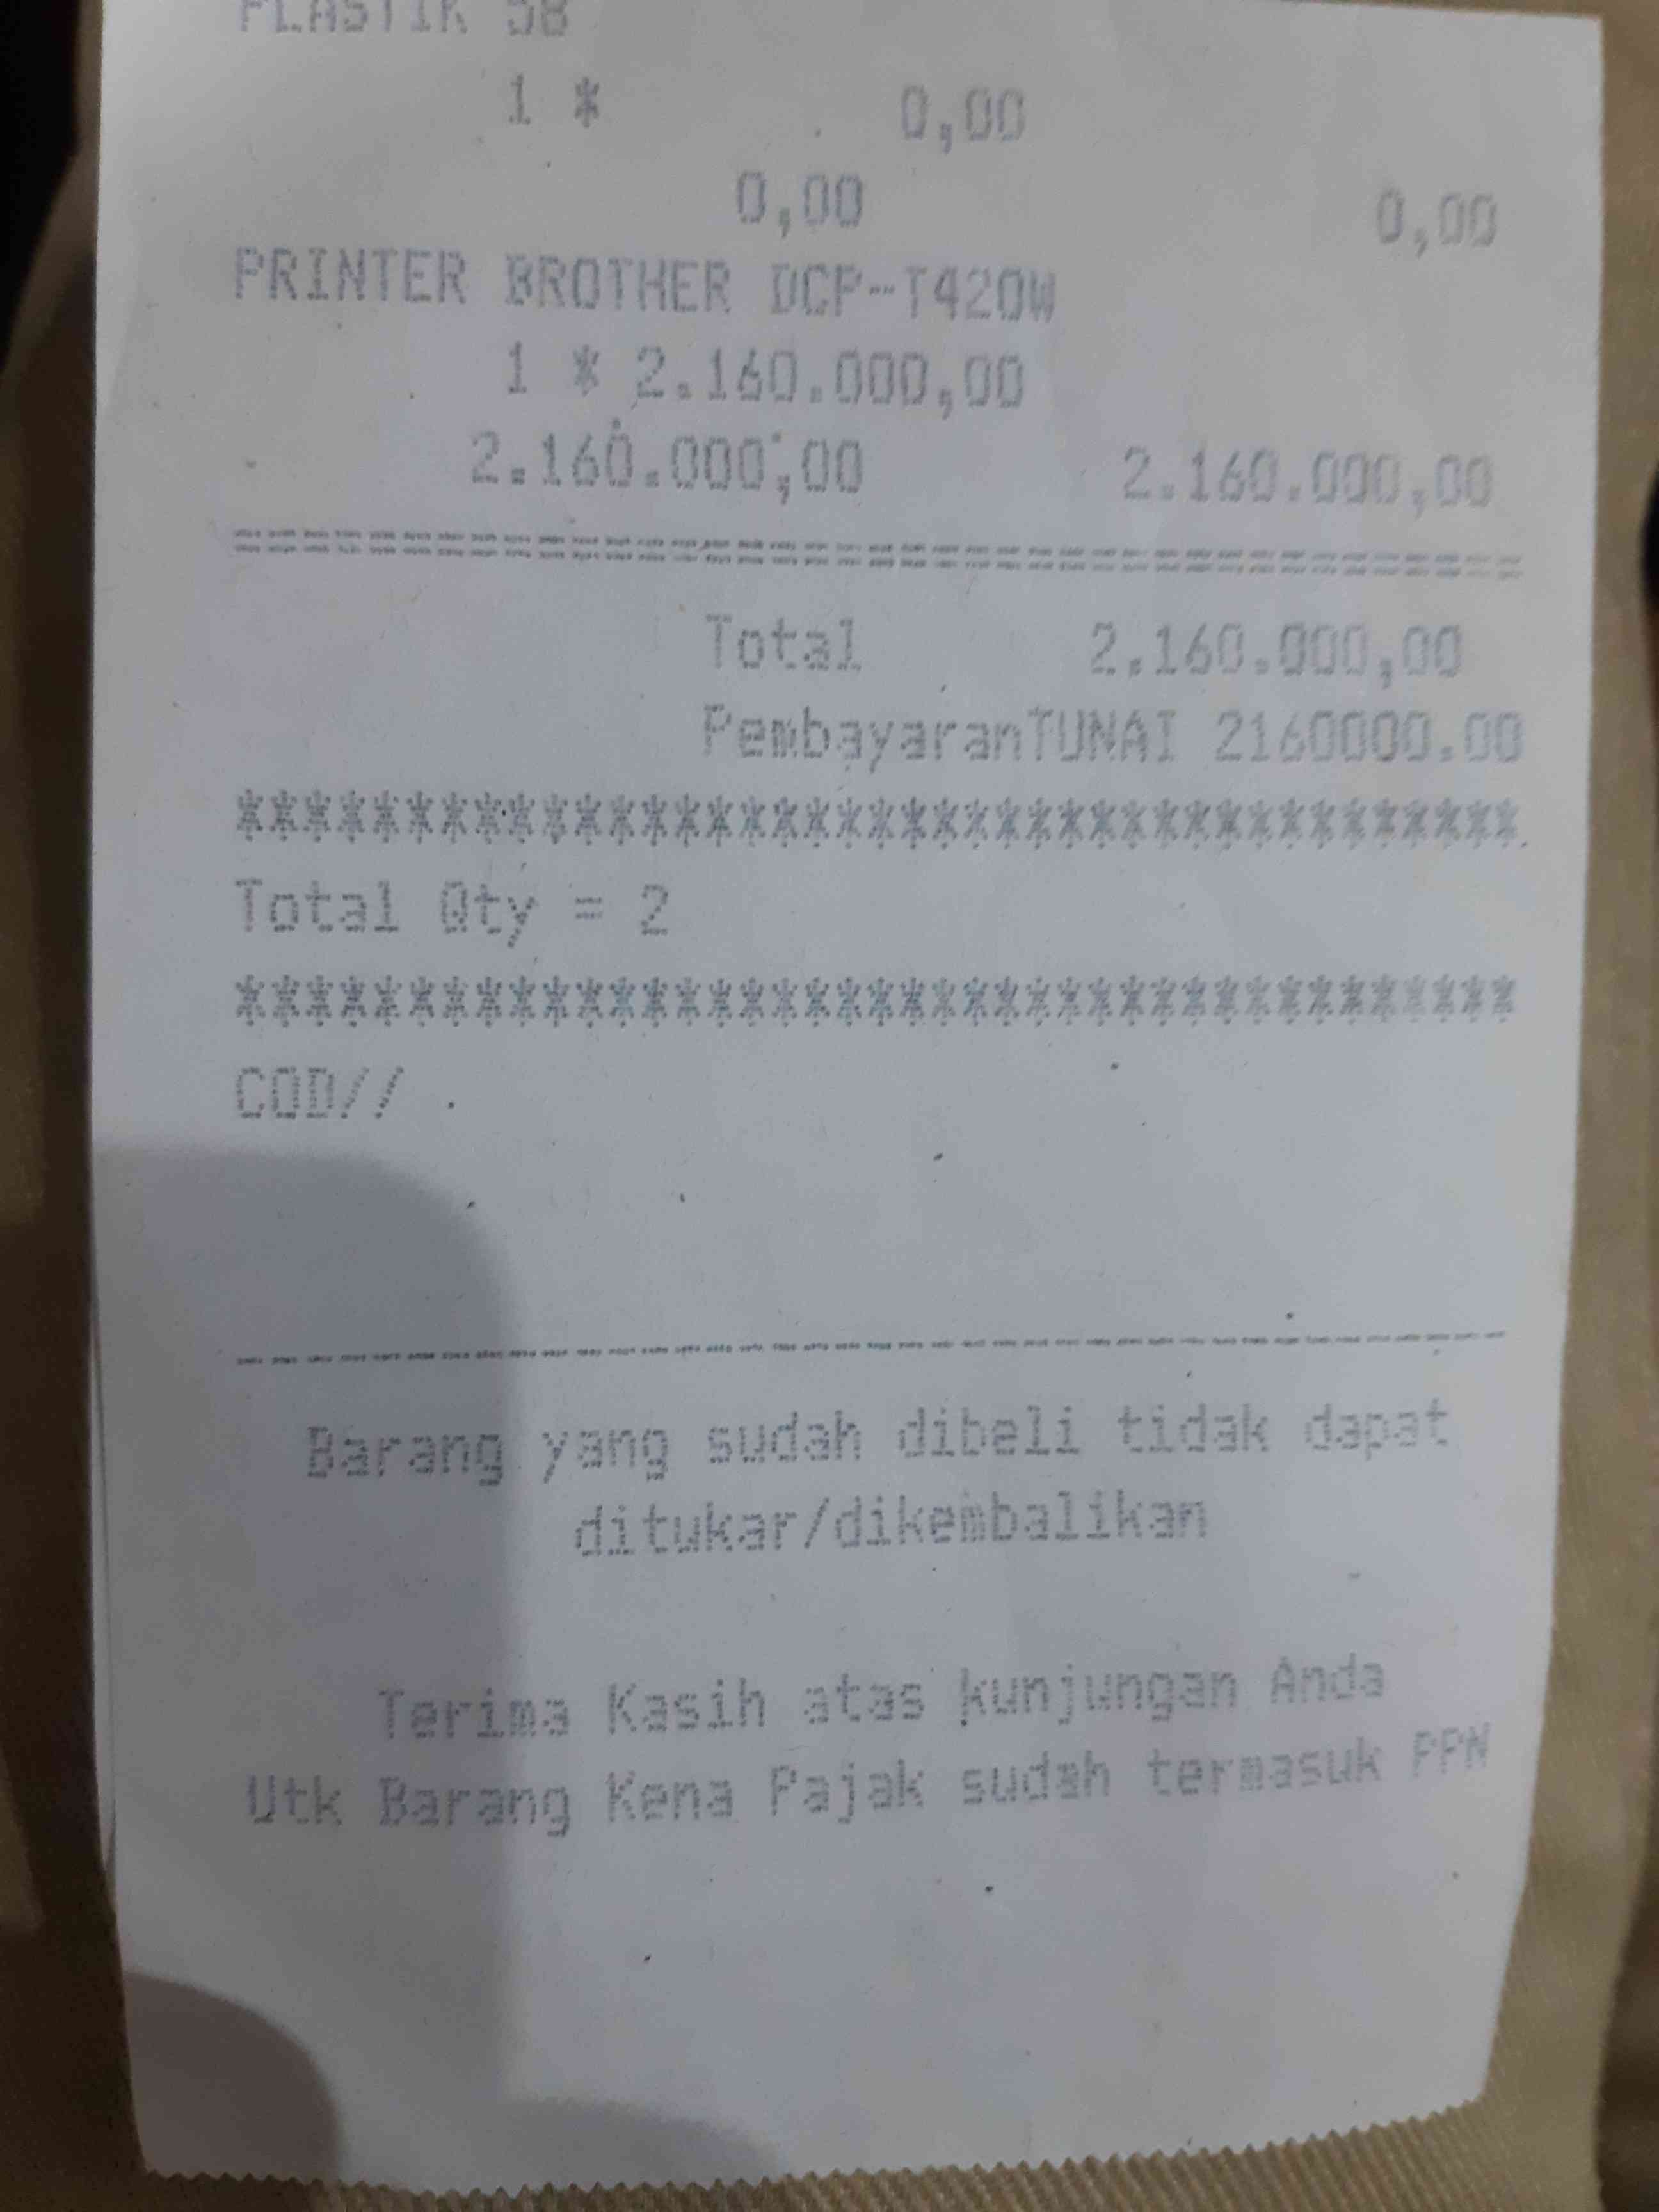 PLASTIK 5B
1 * 0,00
0,00 0,00
PRINTER BROTHER DCP-T420W
1 * 2.160.000,00
2.160.000,00 2.160.000,00
Total 2.160.000,00
PembayaranTUNAI 2160000.00
***************************************
Total Qty = 2
***************************************
COD//
Barang yang sudah dibeli tidak dapat
ditukar/dikembalikan
Terima Kasih atas kunjungan Anda
Utk Barang Kena Pajak sudah termasuk PPN